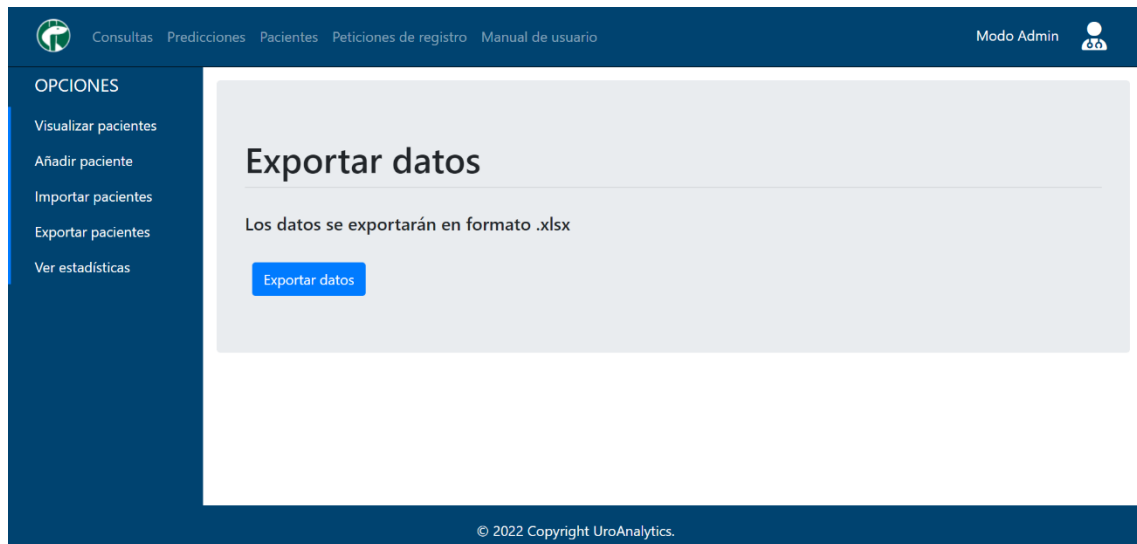 Consultas Predicciones Pacientes Peticiones de registro Manual de usuario Modo Admin
OPCIONES
Visualizar pacientes
Añadir paciente
Importar pacientes
Exportar pacientes
Ver estadísticas
Exportar datos
Los datos se exportarán en formato .xlsx
Exportar datos
© 2022 Copyright UroAnalytics.